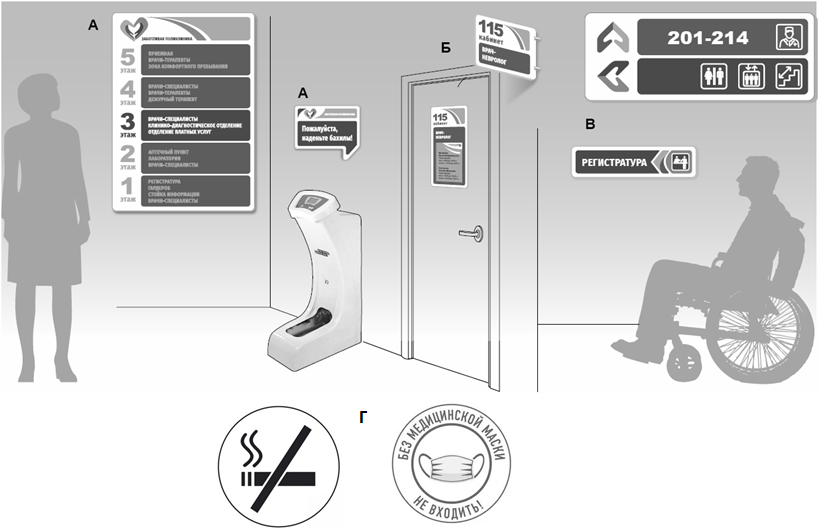 А
ЗАБОТЛИВАЯ ПОЛИКЛИНИКА
5
этаж
ПРИЕМНАЯ
ВРАЧИ-ТЕРАПЕВТЫ
ЗОНА КОМФОРТНОГО ПРЕБЫВАНИЯ
4
этаж
ВРАЧИ-СПЕЦИАЛИСТЫ
ВРАЧИ-ТЕРАПЕВТЫ
ДЕЖУРНЫЙ ТЕРАПЕВТ
3
этаж
ВРАЧИ-СПЕЦИАЛИСТЫ
КЛИНИКО-ДИАГНОСТИЧЕСКОЕ ОТДЕЛЕНИЕ
ОТДЕЛЕНИЕ ПЛАТНЫХ УСЛУГ
2
этаж
АПТЕЧНЫЙ ПУНКТ
ЛАБОРАТОРИЯ
ВРАЧИ-СПЕЦИАЛИСТЫ
1
этаж
РЕГИСТРАТУРА
ГАРДЕРОБ
СТОЙКА ИНФОРМАЦИИ
ВРАЧИ-СПЕЦИАЛИСТЫ
А
Пожалуйста,
наденьте бахилы!
Б
115
кабинет
ВРАЧ-
НЕВРОЛОГ
115
кабинет
ВРАЧ-
НЕВРОЛОГ
201-214
В
РЕГИСТРАТУРА
Г
БЕЗ МЕДИЦИНСКОЙ МАСКИ
НЕ ВХОДИТЬ!